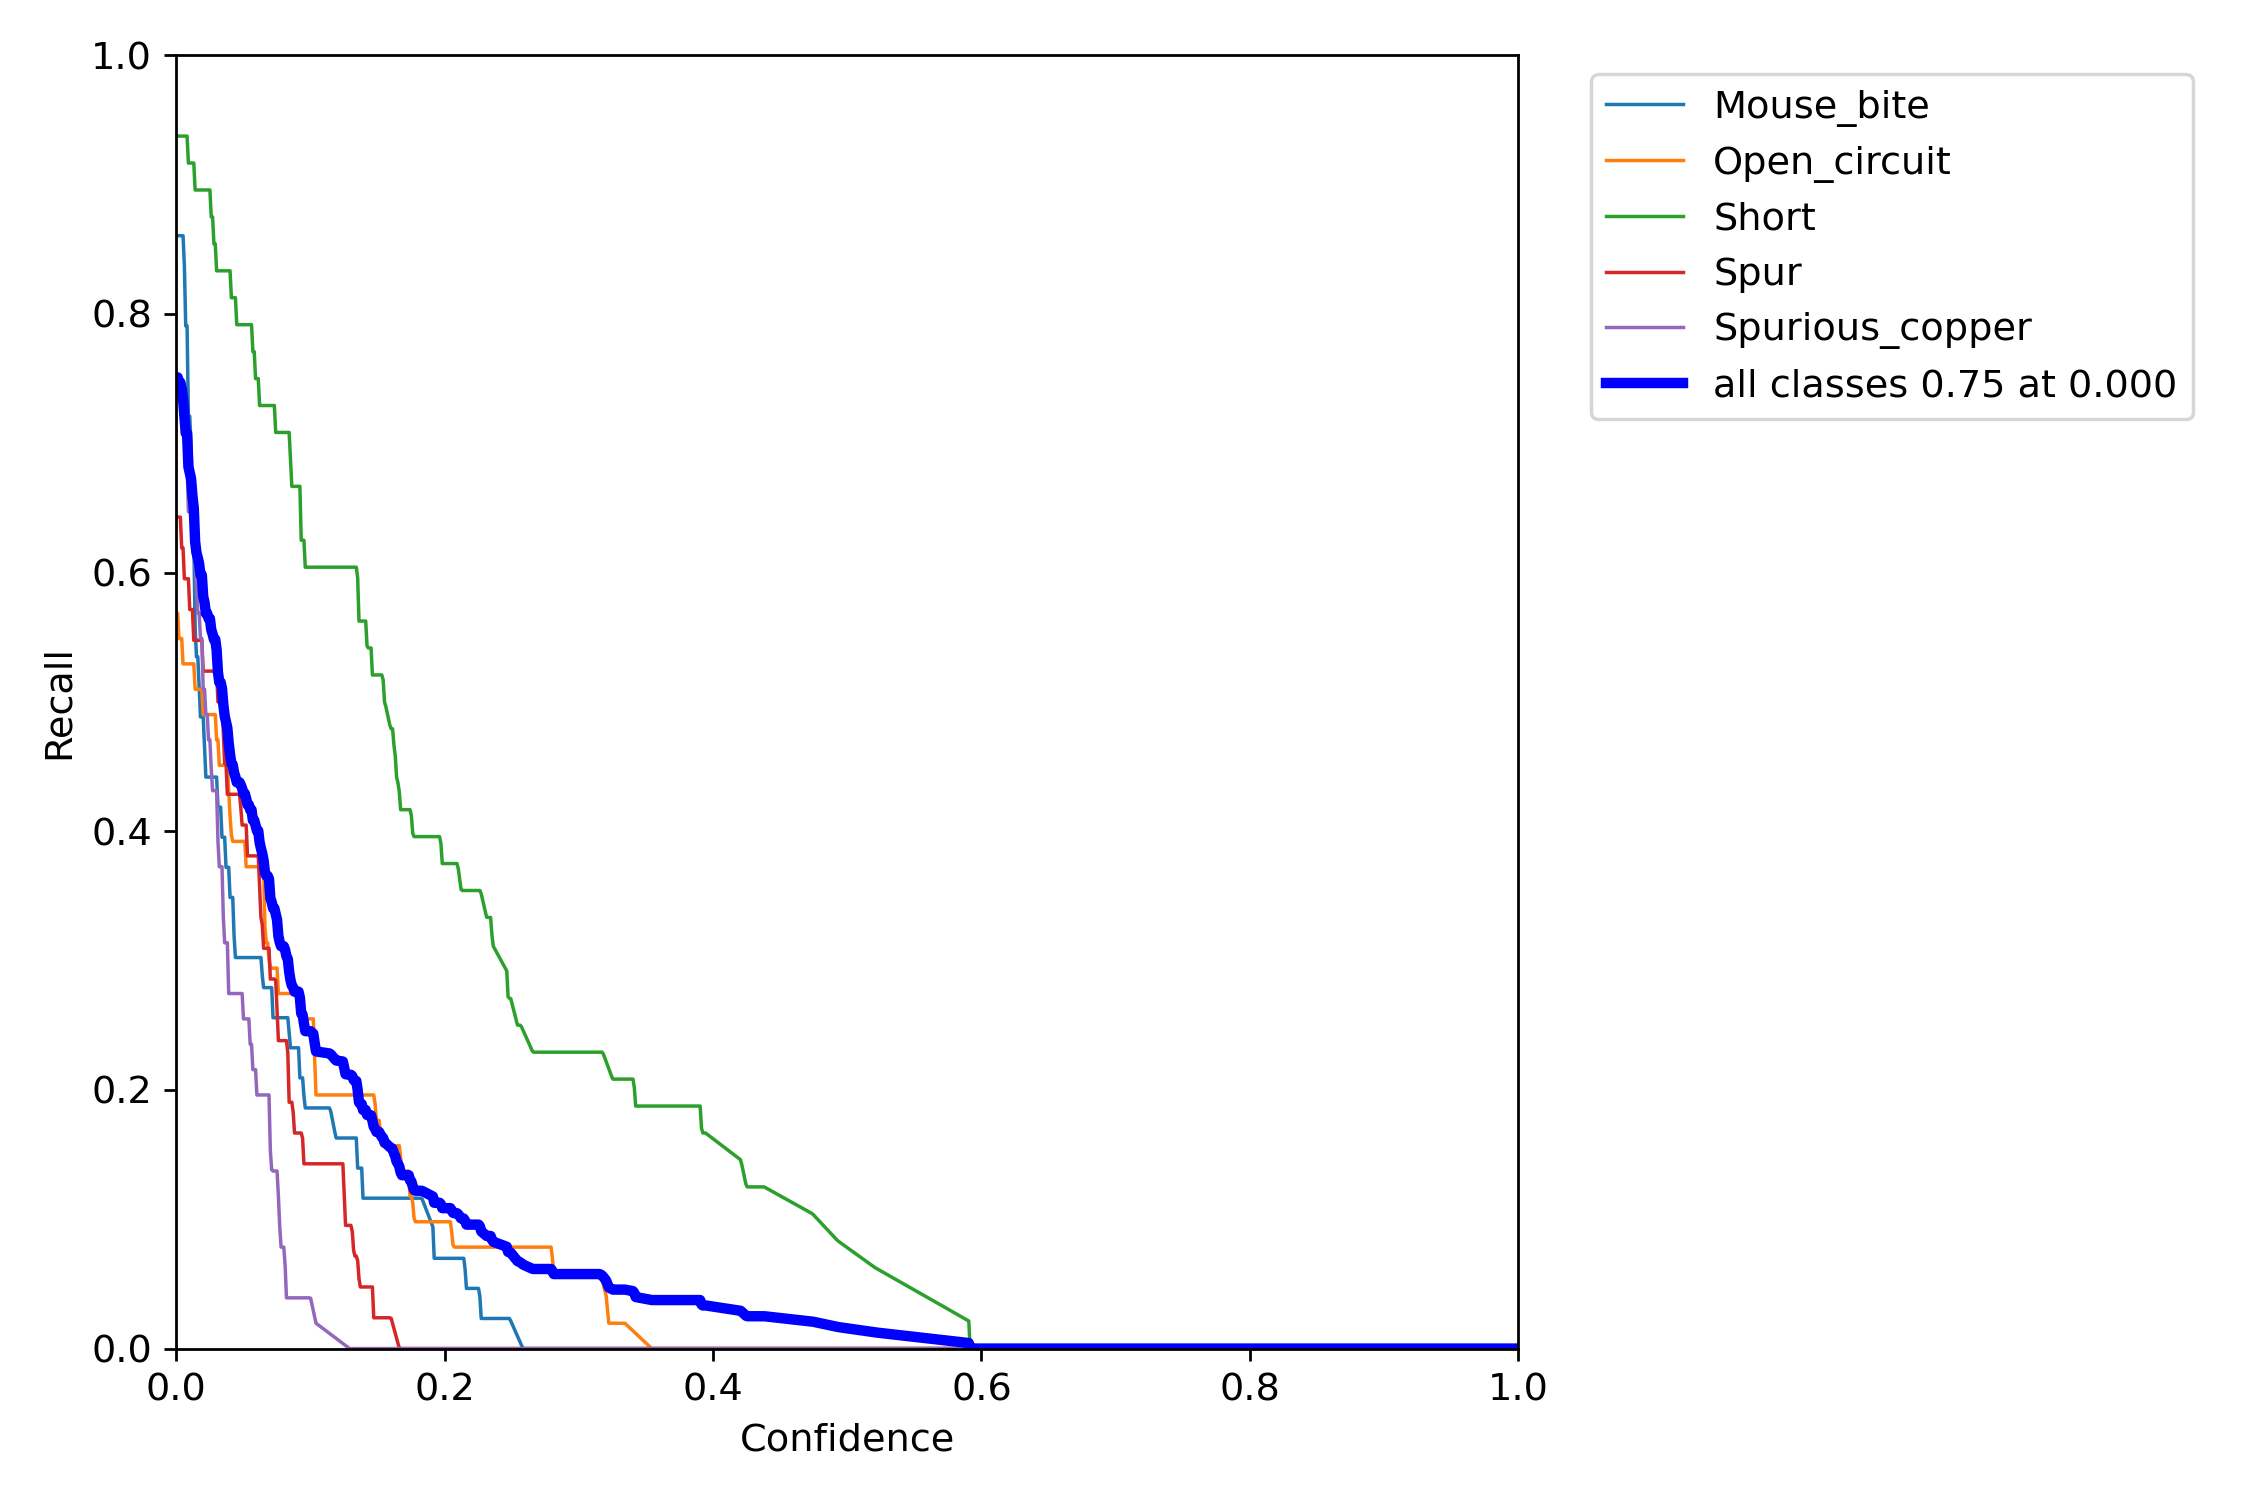 1.0
0.8
0.6
0.4
0.2
0.0
Recall
0.0 0.2 0.4 0.6 0.8 1.0
Confidence
Mouse_bite
Open_circuit
Short
Spur
Spurious_copper
all classes 0.75 at 0.000